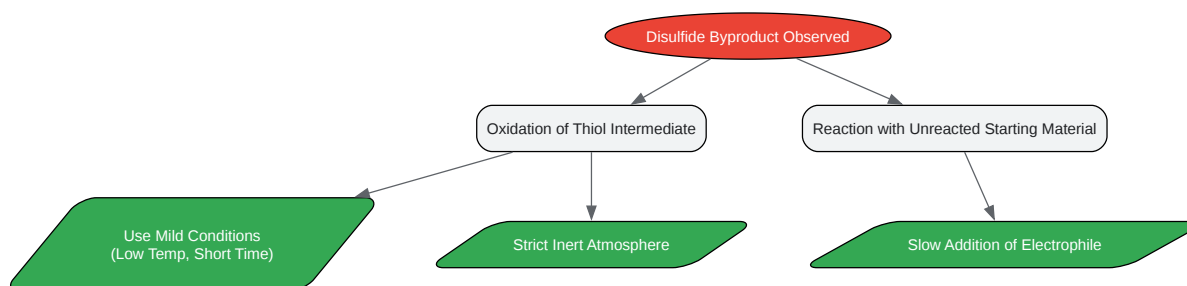 Disulfide Byproduct Observed
Oxidation of Thiol Intermediate
Reaction with Unreacted Starting Material
Use Mild Conditions
(Low Temp, Short Time)
Strict Inert Atmosphere
Slow Addition of Electrophile